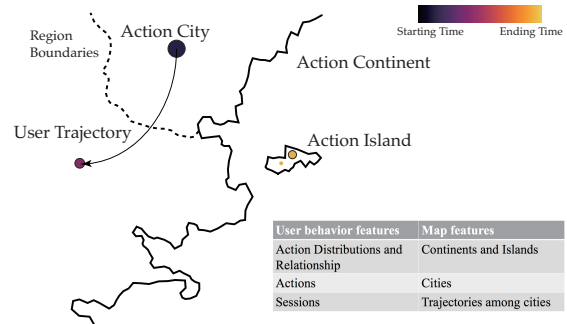 Action City
Region
Boundaries
Starting Time
Ending Time
Action Continent
User Trajectory
Action Island
User behavior features
Map features
Action Distributions and
Relationship
Continents and Islands
Actions
Cities
Sessions
Trajectories among cities